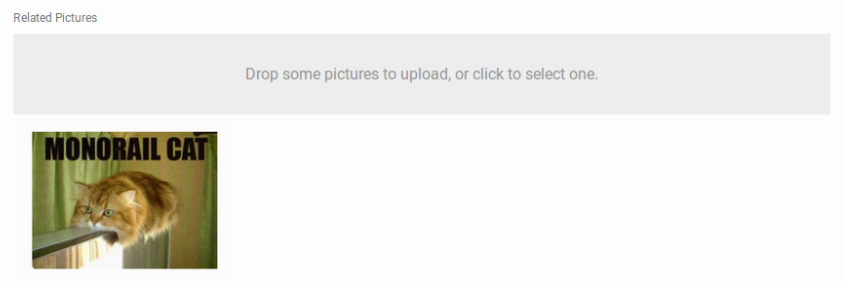 Related Pictures
Drop some pictures to upload, or click to select one.
MONORAIL CAT